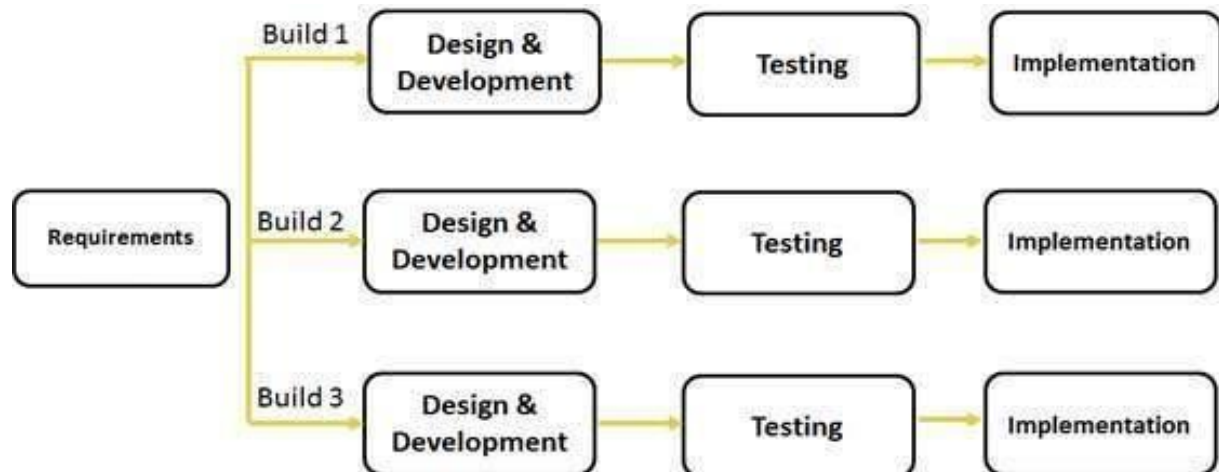 Build 1
Design &
Development
Testing
Implementation
Requirements
Build 2
Design &
Development
Testing
Implementation
Build 3
Design &
Development
Testing
Implementation